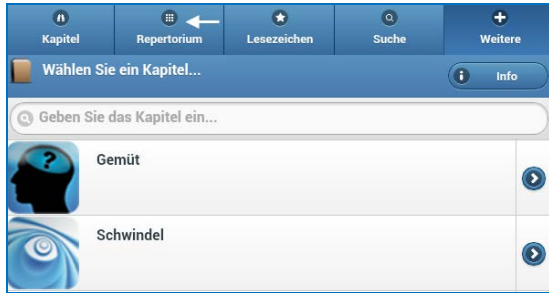 Kapitel Repertorium Lesezeichen Suche Weitere
Wählen Sie ein Kapitel... Info
Geben Sie das Kapitel ein...
Gemüt
Schwindel